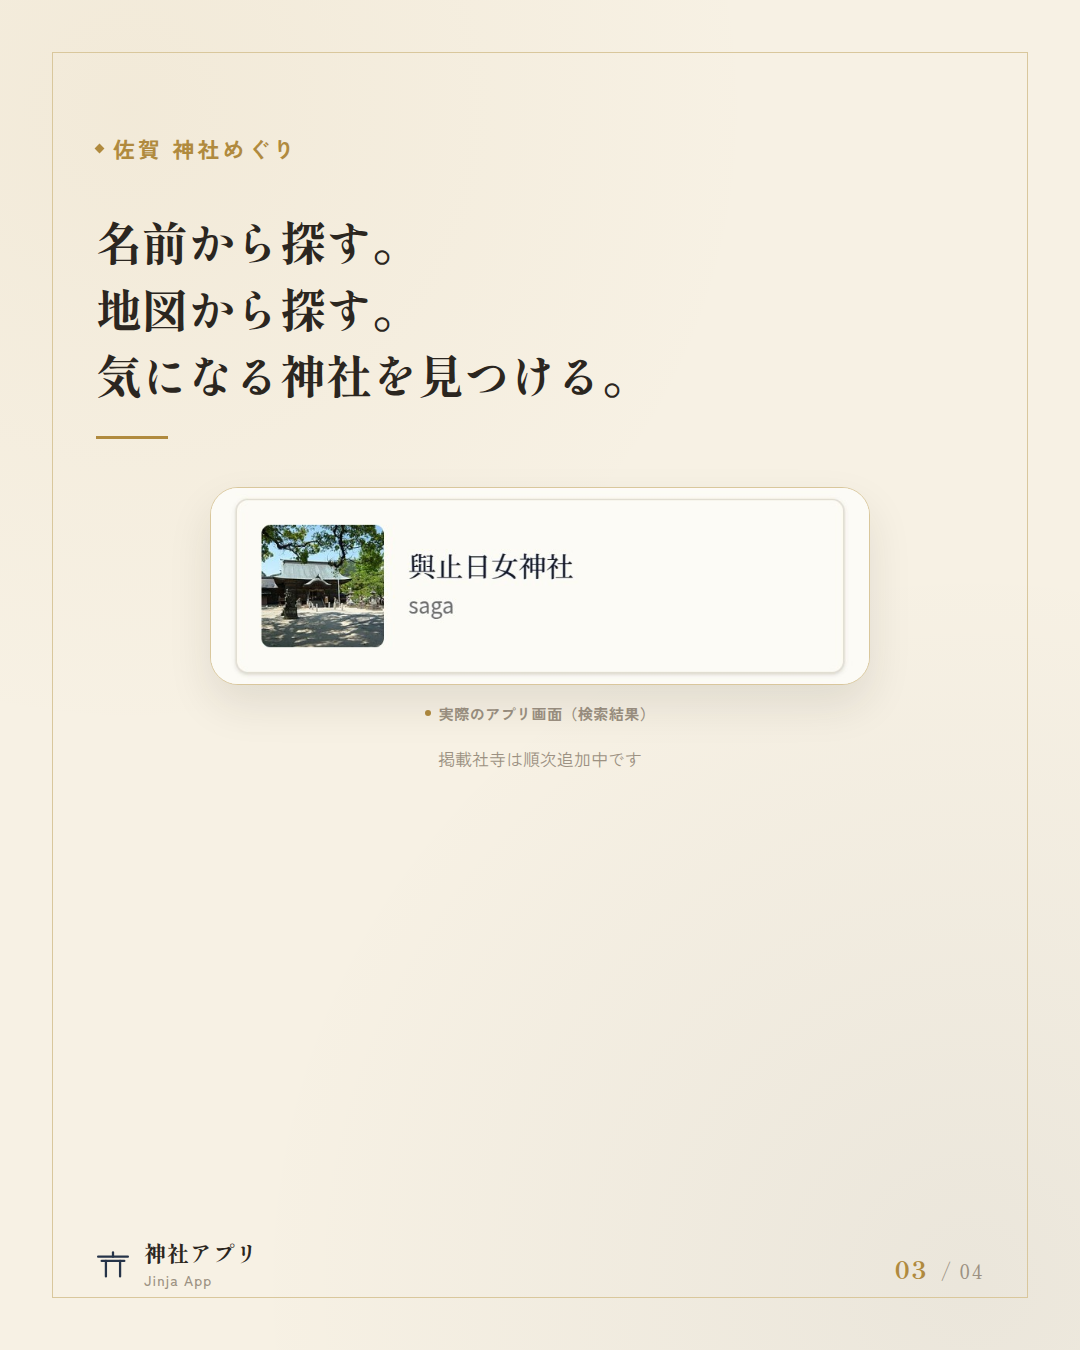 佐賀 神社めぐり
名前から探す。
地図から探す。
気になる神社を見つける。
與止日女神社
saga
実際のアプリ画面（検索結果）
掲載社寺は順次追加中です
神社アプリ
Jinja App
03 / 04